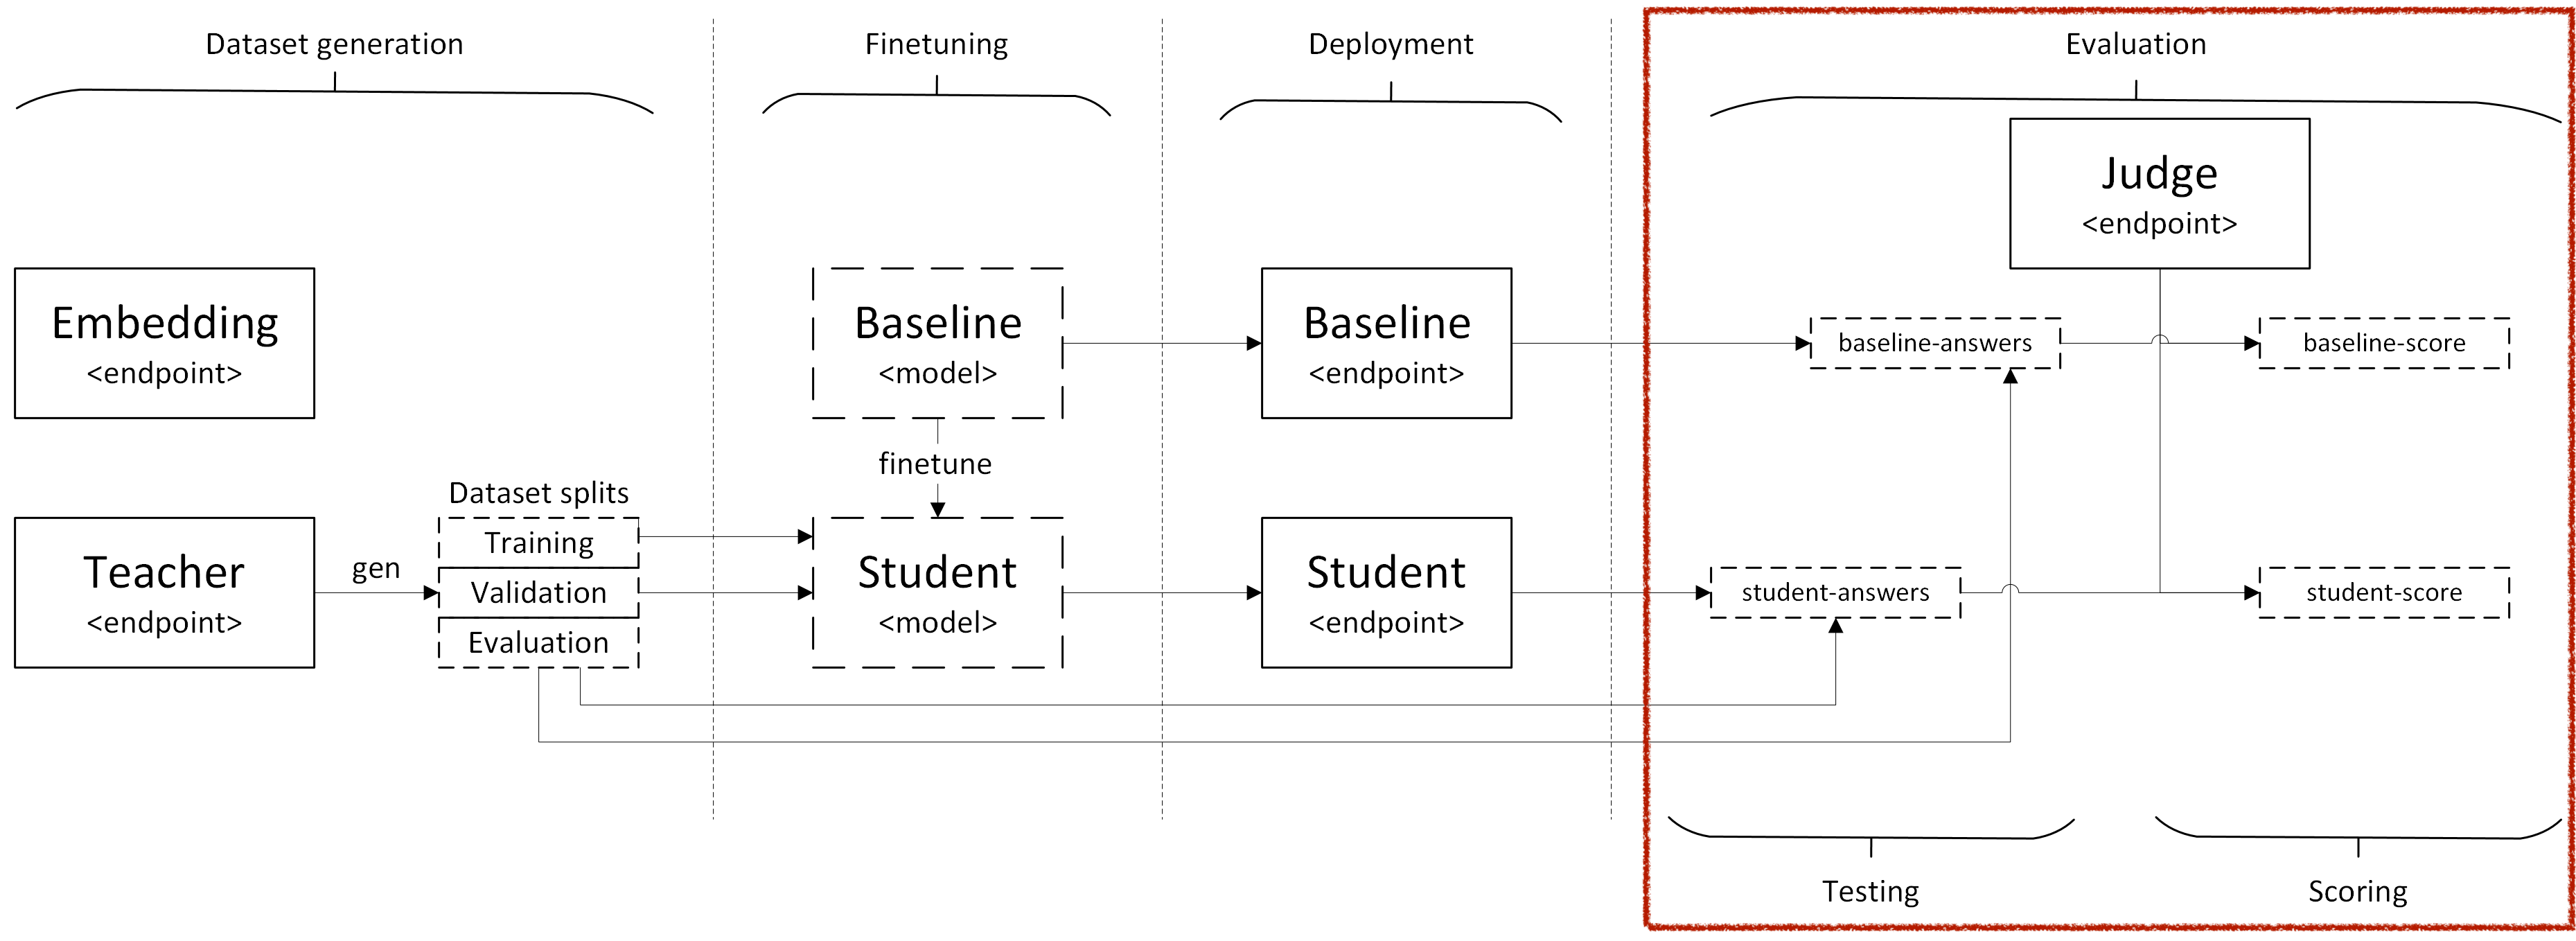 Dataset generation
Finetuning
Deployment
Evaluation
Judge
<endpoint>
Embedding
<endpoint>
Baseline
<model>
Baseline
<endpoint>
baseline-answers
baseline-score
finetune
Dataset splits
Teacher
<endpoint>
gen
Training
Validation
Evaluation
Student
<model>
Student
<endpoint>
student-answers
student-score
Testing
Scoring